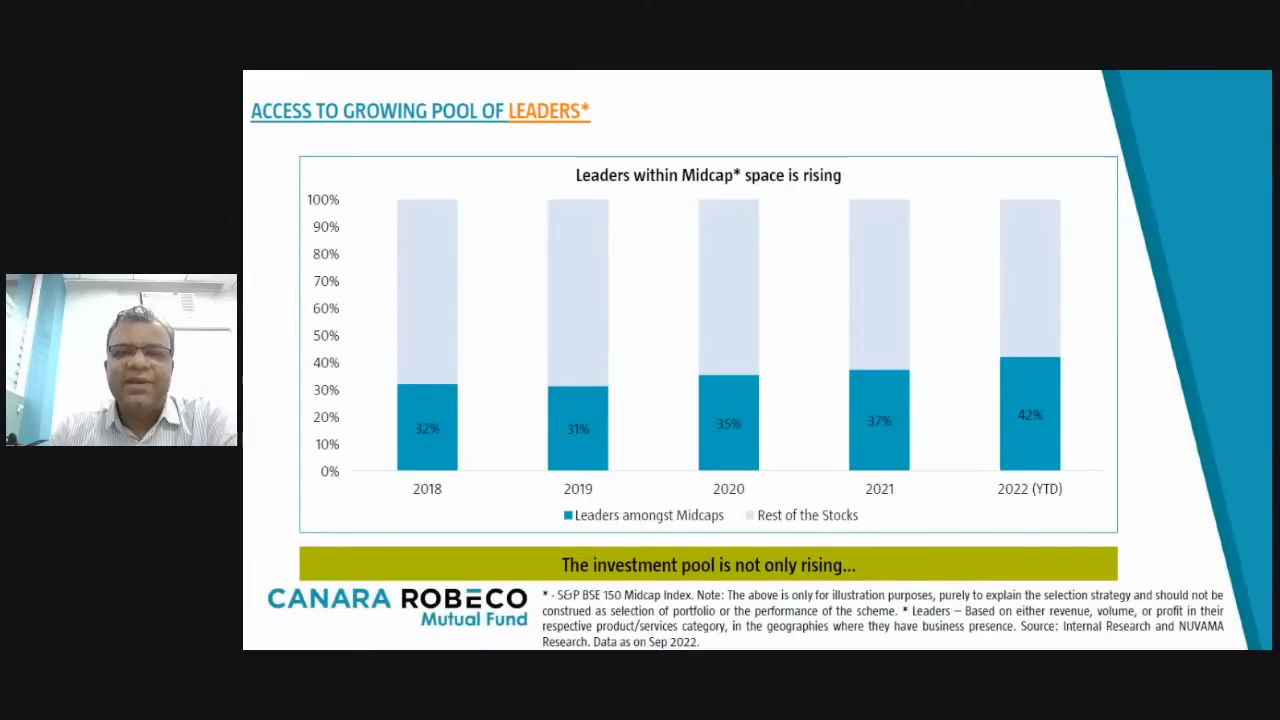 ACCESS TO GROWING POOL OF LEADERS*
Leaders within Midcap* space is rising
100%
90%
80%
70%
60%
50%
40%
30%
20%
10%
0%
32%
31%
35%
37%
42%
2018
2019
2020
2021
2022 (YTD)
Leaders amongst Midcaps
Rest of the Stocks
The investment pool is not only rising...
CANARA ROBECO
Mutual Fund
* - S&P BSE 150 Midcap Index. Note: The above is only for illustration purposes, purely to explain the selection strategy and should not be
construed as selection of portfolio or the performance of the scheme. * Leaders – Based on either revenue, volume, or profit in their
respective product/services category, in the geographies where they have business presence. Source: Internal Research and NUVAMA
Research. Data as on Sep 2022.